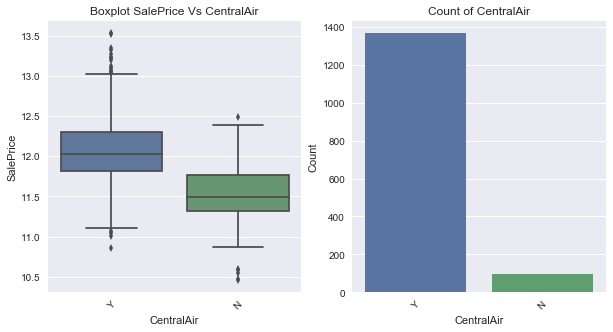 Boxplot SalePrice Vs CentralAir
SalePrice
13.5
13.0
12.5
12.0
11.5
11.0
10.5
Y
N
CentralAir
Count of CentralAir
Count
1400
1200
1000
800
600
400
200
0
Y
N
CentralAir